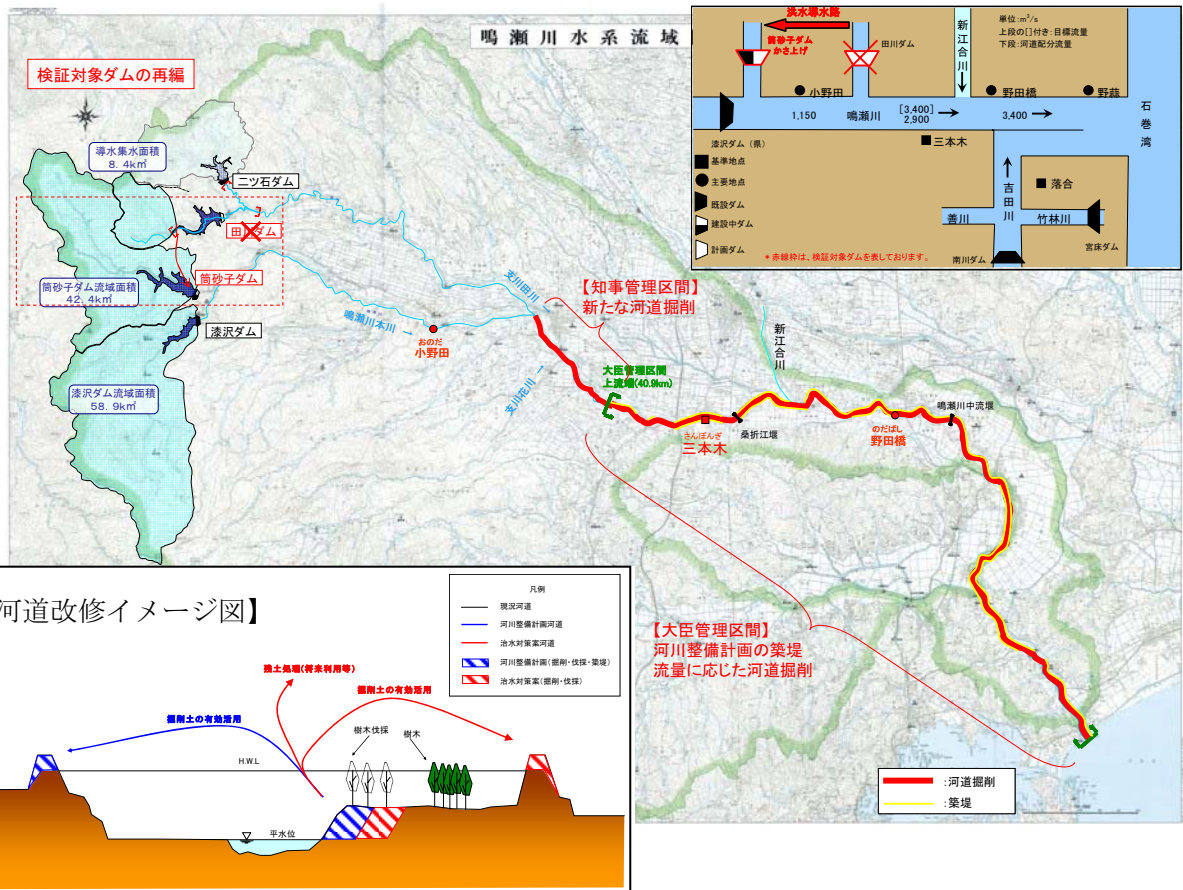 鳴瀬川水系流域
検証対象ダムの再編
導水集水面積
8.4km²
二ツ石ダム
田川ダム
筒砂子ダム
筒砂子ダム流域面積
42.4km²
漆沢ダム
漆沢ダム流域面積
58.9km²
支川田川
鳴瀬川本川
おのだ
小野田
支川花川
【知事管理区間】
新たな河道掘削
大臣管理区間
上流端(40.9km)
新江合川
さんぼんぎ
三本木
桑折江堰
のだばし
野田橋
鳴瀬川中流堰
【大臣管理区間】
河川整備計画の築堤
流量に応じた河道掘削
:河道掘削
:築堤
洪水導水路
筒砂子ダム
かさ上げ
田川ダム
新江合川
単位:m³/s
上段の[]付き:目標流量
下段:河道配分流量
小野田
野田橋
野蒜
石巻湾
1,150
鳴瀬川
[3,400]
2,900
3,400
漆沢ダム(県)
三本木
基準地点
主要地点
既設ダム
建設中ダム
計画ダム
吉田川
落合
善川
竹林川
宮床ダム
南川ダム
*赤線枠は、検証対象ダムを表しております。
河道改修イメージ図】
凡例
現況河道
河川整備計画河道
治水対策案河道
河川整備計画(掘削・伐採・築堤)
治水対策案(掘削・伐採)
残土処理(将来利用等)
掘削土の有効活用
掘削土の有効活用
樹木伐採
樹木
H.W.L
平水位